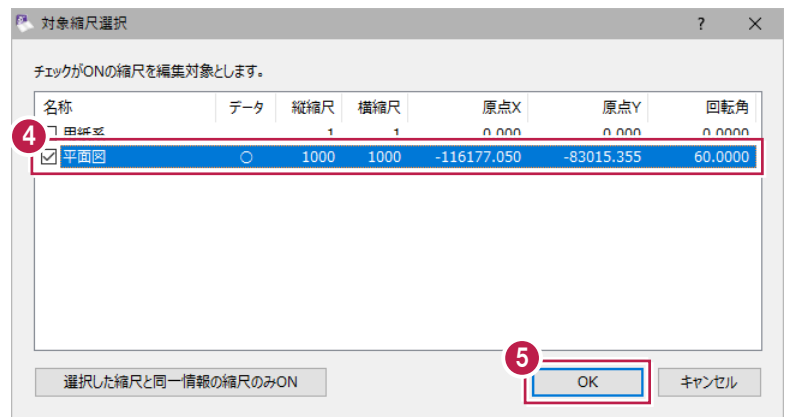 対象縮尺選択 ?
チェックがONの縮尺を編集対象とします。
名称 データ 縦縮尺 横縮尺 原点X 原点Y 回転角
4
用紙系 1 1 0.000 0.000 0.0000
平面図 ○ 1000 1000 -116177.050 -83015.355 60.0000
5
選択した縮尺と同一情報の縮尺のみON OK キャンセル